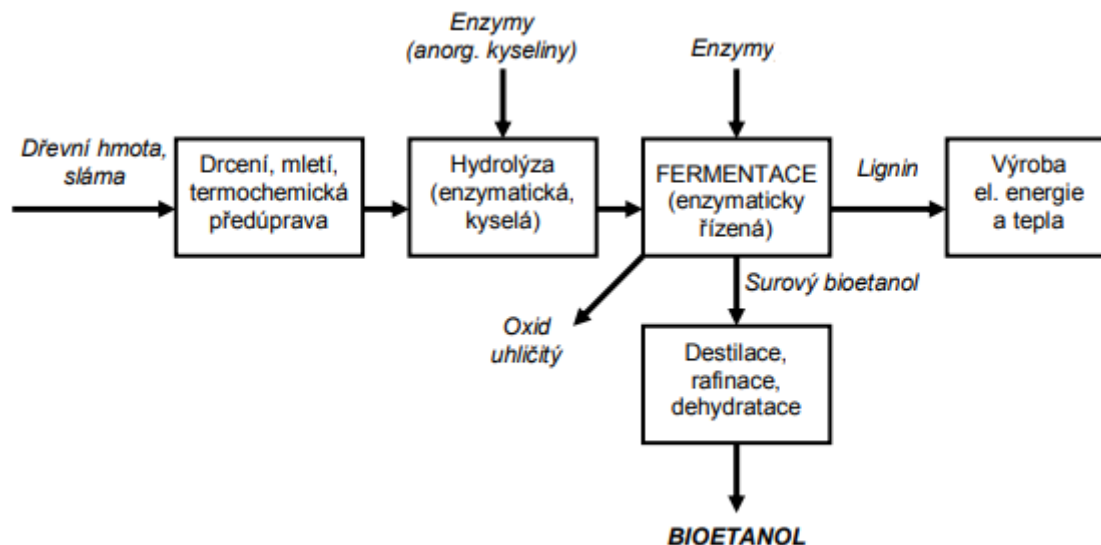 Enzymy
(anorg. kyseliny)
Enzymy
Dřevní hmota,
sláma
Drcení, mletí,
termochemická
předúprava
Hydrolýza
(enzymatická,
kyselá)
FERMENTACE
(enzymaticky
řízená)
Lignin
Výroba
el. energie
a tepla
Surový bioetanol
Oxid
uhličitý
Destilace,
rafinace,
dehydratace
BIOETANOL